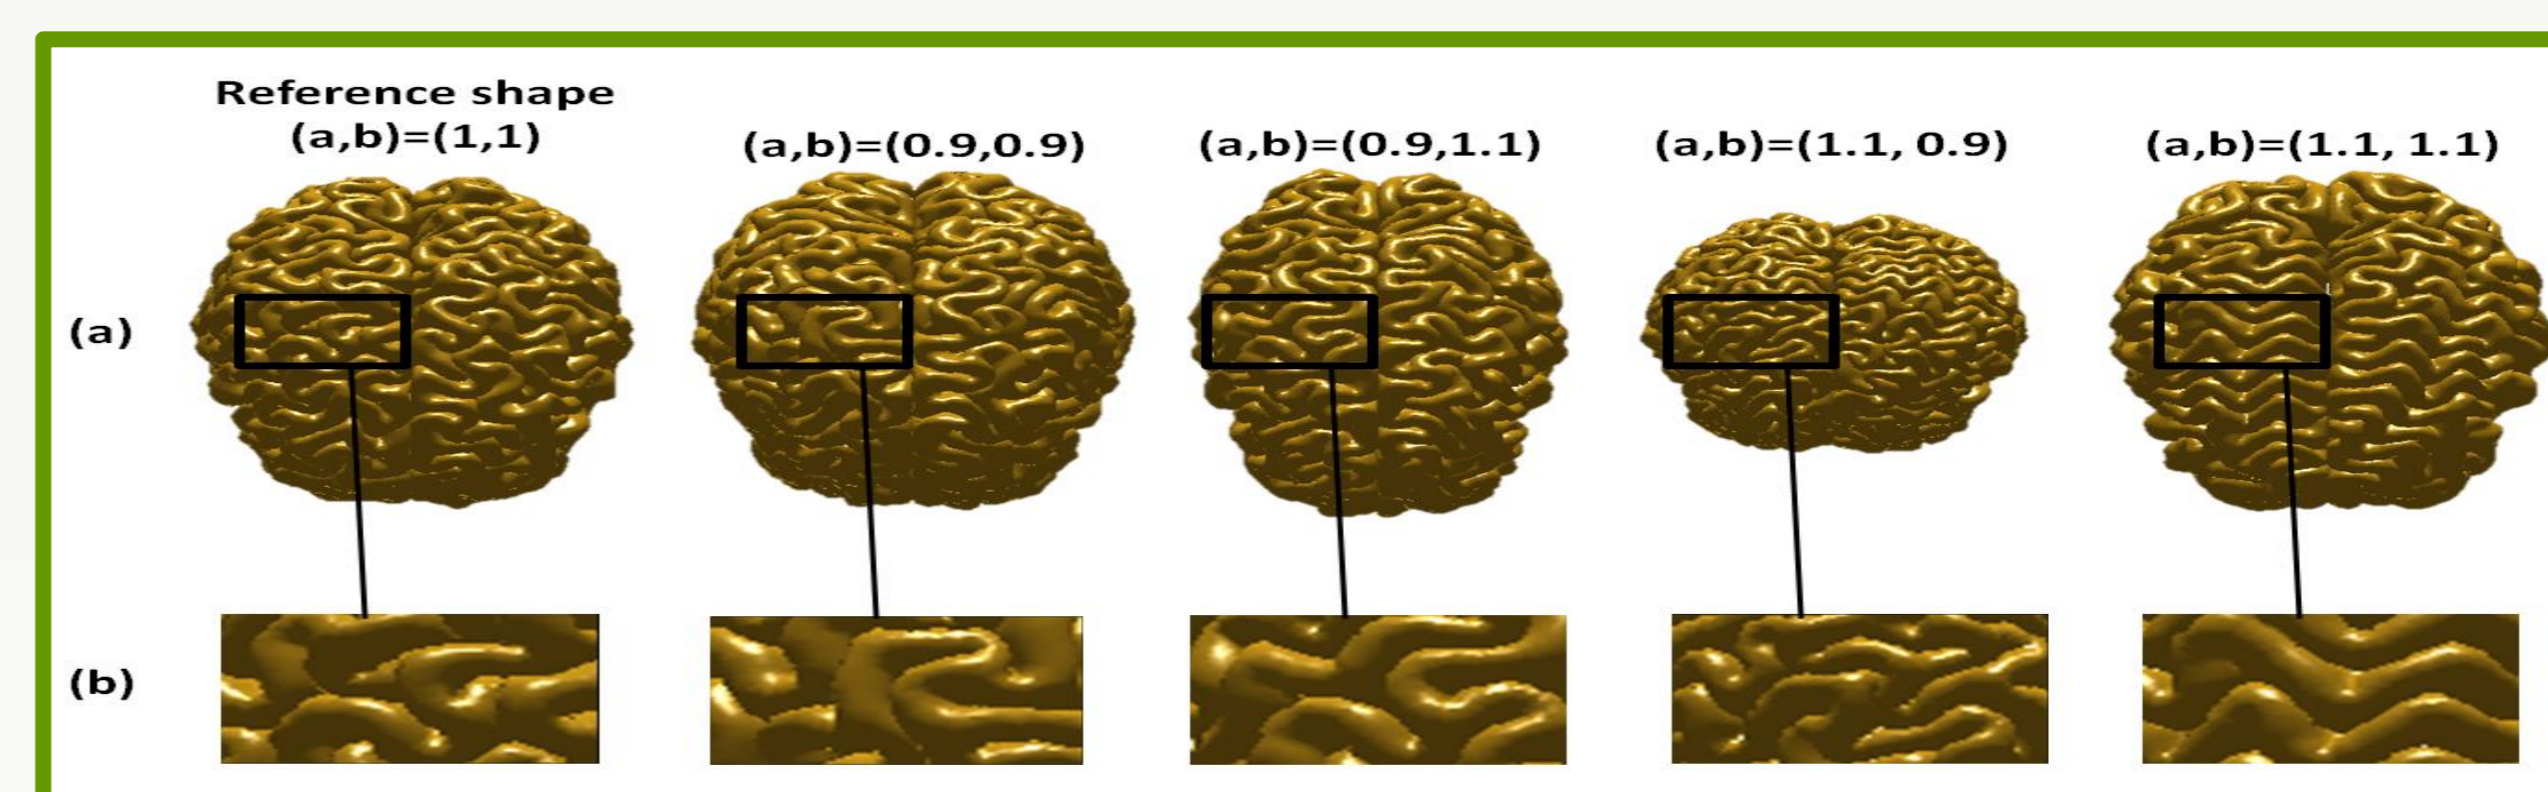 Reference shape
(a,b)=(1,1)
(a,b)=(0.9,0.9)
(a,b)=(0.9,1.1)
(a,b)=(1.1, 0.9)
(a,b)=(1.1, 1.1)
(a)
(b)